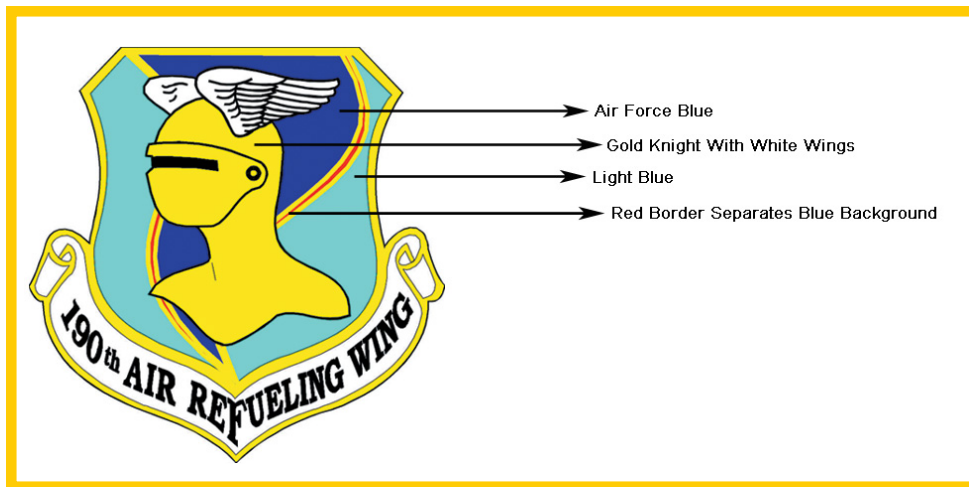 Air Force Blue
Gold Knight With White Wings
Light Blue
Red Border Separates Blue Background
190th AIR REFUELING WING